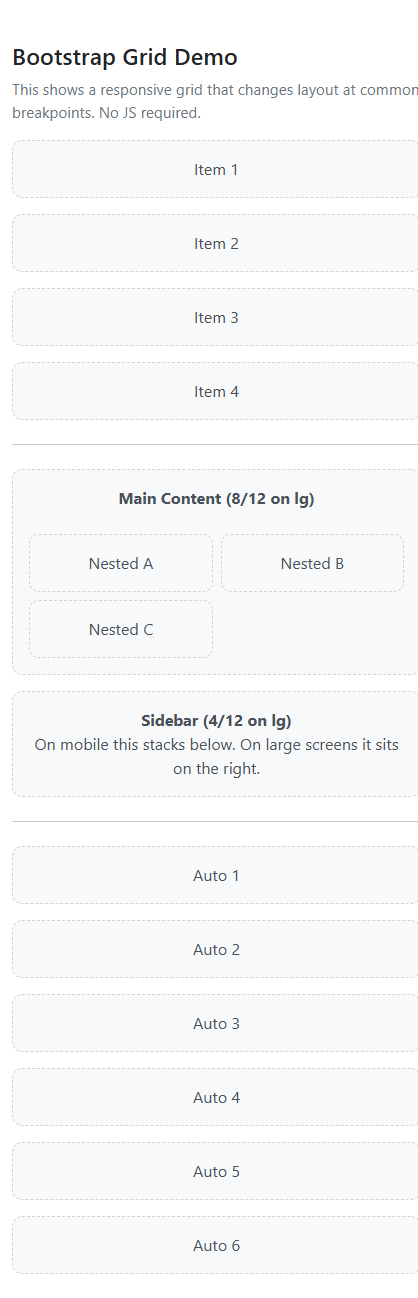 Bootstrap Grid Demo
This shows a responsive grid that changes layout at common
breakpoints. No JS required.
Item 1
Item 2
Item 3
Item 4
Main Content (8/12 on lg)
Nested A
Nested B
Nested C
Sidebar (4/12 on lg)
On mobile this stacks below. On large screens it sits
on the right.
Auto 1
Auto 2
Auto 3
Auto 4
Auto 5
Auto 6